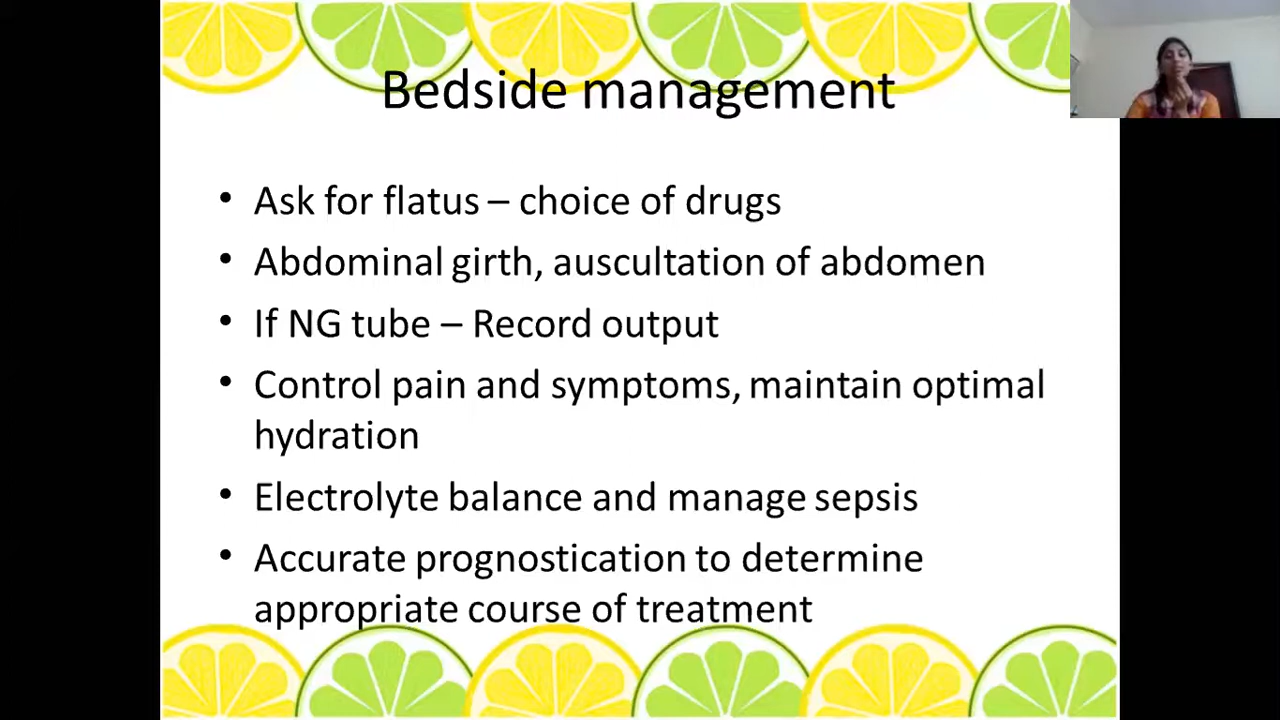 Bedside management
• Ask for flatus – choice of drugs
• Abdominal girth, auscultation of abdomen
• If NG tube – Record output
• Control pain and symptoms, maintain optimal
hydration
• Electrolyte balance and manage sepsis
• Accurate prognostication to determine
appropriate course of treatment